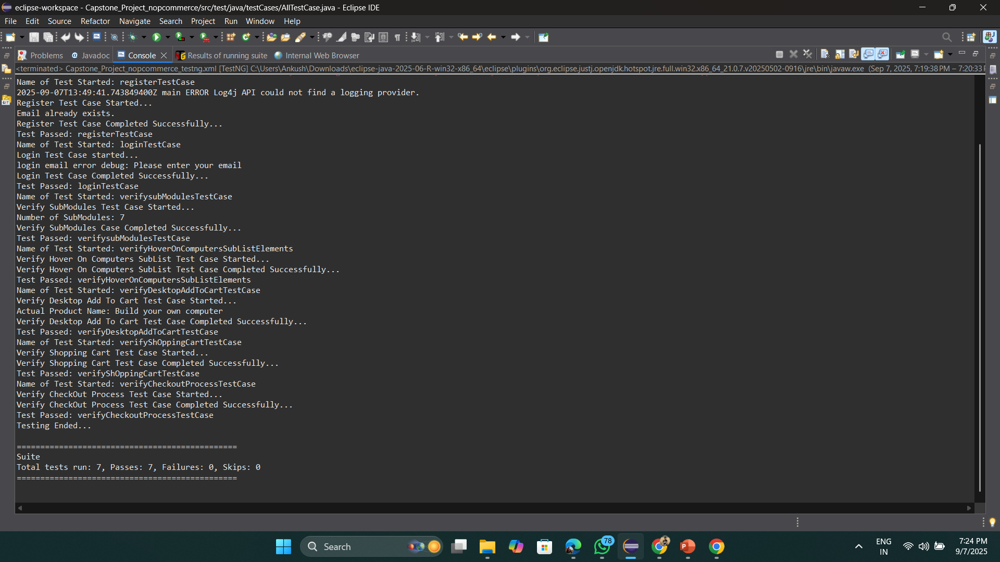 eclipse-workspace - Capstone_Project_nopcommerce/src/test/java/testCases/AllTestCase.java - Eclipse IDE
File Edit Source Refactor Navigate Search Project Run Window Help
Problems @ Javadoc Console Results of running suite Internal Web Browser
<terminated> Capstone_Project_nopcommerce_testng.xml [TestNG] C:\Users\Ankush\Downloads\eclipse-java-2025-06-R-win32-x86_64\eclipse\plugins\org.eclipse.justj.openjdk.hotspot.jre.full.win32.x86_64_21.0.7.v20250502-0916\jre\bin\javaw.exe (Sep 7, 2025, 7:19:38 PM – 7:20:33
Name of Test Started: registerTestCase
2025-09-07T13:49:41.743849400Z main ERROR Log4j API could not find a logging provider.
Register Test Case Started...
Email already exists.
Register Test Case Completed Successfully...
Test Passed: registerTestCase
Name of Test Started: loginTestCase
Login Test Case started...
login email error debug: Please enter your email
Login Test Case Completed Successfully...
Test Passed: loginTestCase
Name of Test Started: verifysubModulesTestCase
Verify SubModules Test Case Started...
Number of SubModules: 7
Verify SubModules Case Completed Successfully...
Test Passed: verifysubModulesTestCase
Name of Test Started: verifyHoverOnComputersSubListElements
Verify Hover On Computers SubList Test Case Started...
Verify Hover On Computers SubList Test Case Completed Successfully...
Test Passed: verifyHoverOnComputersSubListElements
Name of Test Started: verifyDesktopAddToCartTestCase
Verify Desktop Add To Cart Test Case Started...
Actual Product Name: Build your own computer
Verify Desktop Add To Cart Test Case Completed Successfully...
Test Passed: verifyDesktopAddToCartTestCase
Name of Test Started: verifyShOppingCartTestCase
Verify Shopping Cart Test Case Started...
Verify Shopping Cart Test Case Completed Successfully...
Test Passed: verifyShOppingCartTestCase
Name of Test Started: verifyCheckoutProcessTestCase
Verify CheckOut Process Test Case Started...
Verify CheckOut Process Test Case Completed Successfully...
Test Passed: verifyCheckoutProcessTestCase
Testing Ended...
===============================================
Suite
Total tests run: 7, Passes: 7, Failures: 0, Skips: 0
===============================================
Search
78
ENG
IN
7:24 PM
9/7/2025